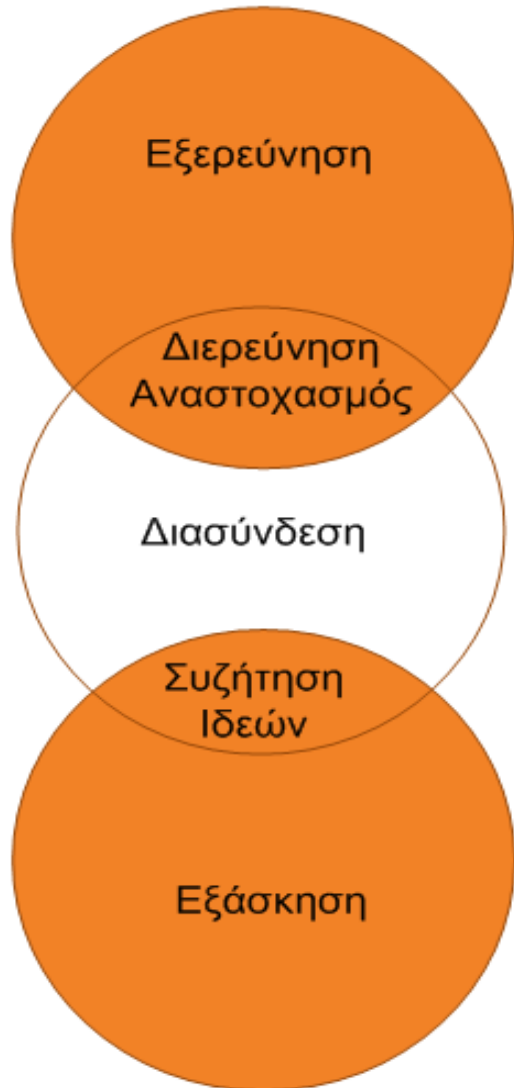 Εξερεύνηση
Διερεύνηση
Αναστοχασμός
Διασύνδεση
Συζήτηση
Ιδεών
Εξάσκηση